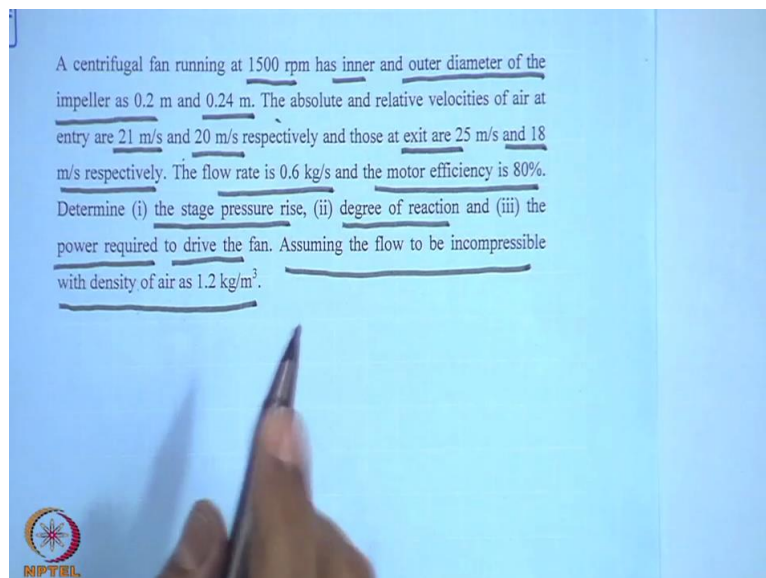 A centrifugal fan running at 1500 rpm has inner and outer diameter of the
impeller as 0.2 m and 0.24 m. The absolute and relative velocities of air at
entry are 21 m/s and 20 m/s respectively and those at exit are 25 m/s and 18
m/s respectively. The flow rate is 0.6 kg/s and the motor efficiency is 80%.
Determine (i) the stage pressure rise, (ii) degree of reaction and (iii) the
power required to drive the fan. Assuming the flow to be incompressible
with density of air as 1.2 kg/m³.
NPTEL